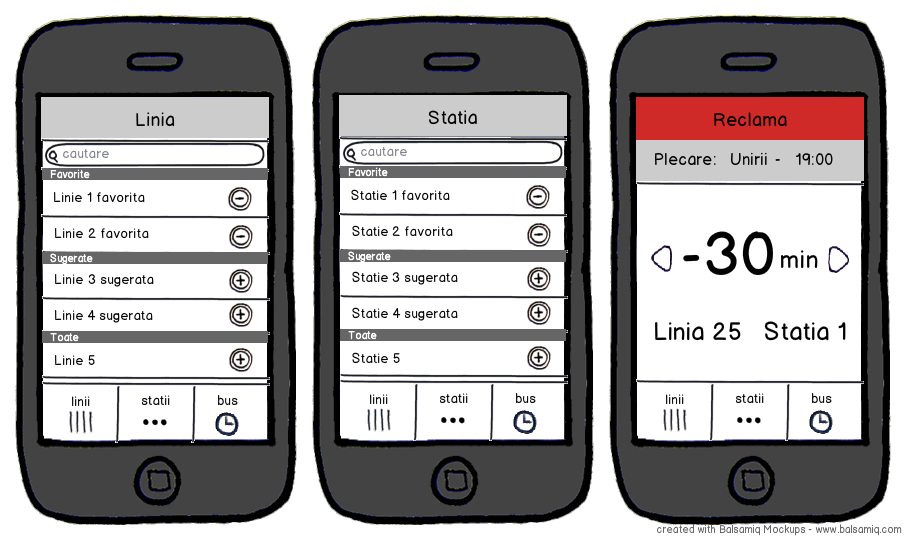 Linia
cautare
Favorite
Linie 1 favorita
Linie 2 favorita
Sugerate
Linie 3 sugerata
Linie 4 sugerata
Toate
Linie 5
linii statii bus
Statia
cautare
Favorite
Statie 1 favorita
Statie 2 favorita
Sugerate
Statie 3 sugerata
Statie 4 sugerata
Toate
Statie 5
linii statii bus
Reclama
Plecare: Unirii - 19:00
-30 min
Linia 25 Statia 1
linii statii bus
created with Balsamiq Mockups - www.balsamiq.com